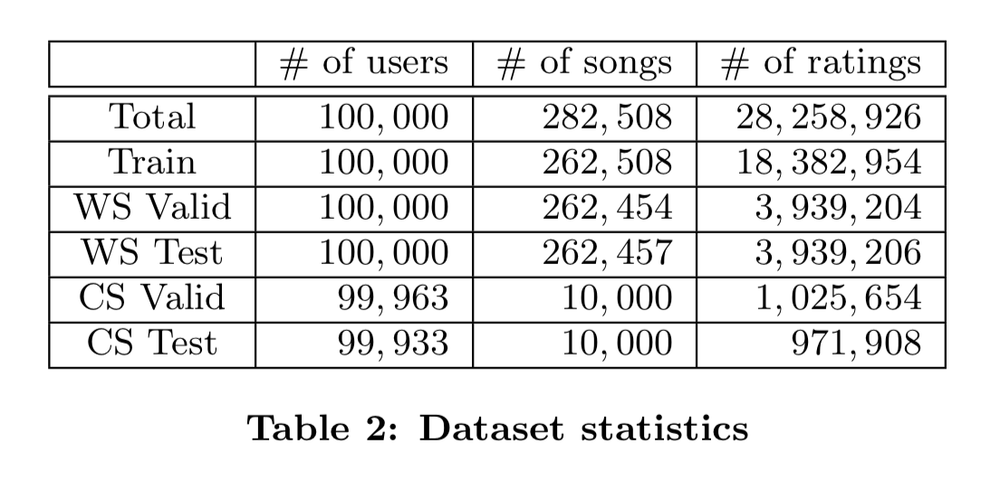 # of users # of songs # of ratings
Total 100,000 282,508 28,258,926
Train 100,000 262,508 18,382,954
WS Valid 100,000 262,454 3,939,204
WS Test 100,000 262,457 3,939,206
CS Valid 99,963 10,000 1,025,654
CS Test 99,933 10,000 971,908
Table 2: Dataset statistics